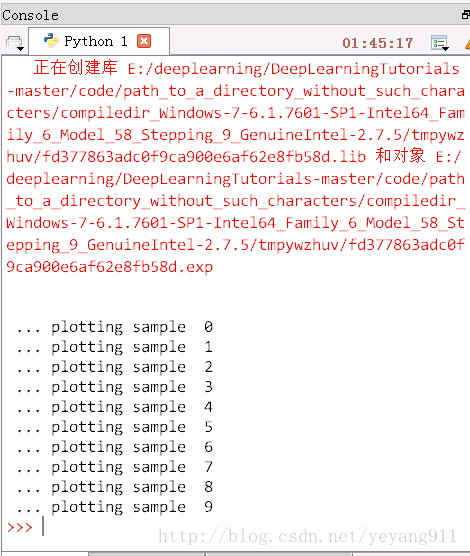 Console
Python 1
01:45:17
正在创建库 E:/deeplearning/DeepLearningTutorials
-master/code/path_to_a_directory_without_such_charac
ters/compiledir_Windows-7-6.1.7601-SP1-Intel64_Fam
ily_6_Model_58_Stepping_9_GenuineIntel-2.7.5/tmpywz
huv/fd377863adc0f9ca900e6af62e8fb58d.lib 和对象 E:/
deeplearning/DeepLearningTutorials-master/code/path
_to_a_directory_without_such_characters/compiledir_
Windows-7-6.1.7601-SP1-Intel64_Family_6_Model_58_St
epping_9_GenuineIntel-2.7.5/tmpywzhuv/fd377863adc0f
9ca900e6af62e8fb58d.exp
... plotting sample  0
... plotting sample  1
... plotting sample  2
... plotting sample  3
... plotting sample  4
... plotting sample  5
... plotting sample  6
... plotting sample  7
... plotting sample  8
... plotting sample  9
>>>
http://blog.csdn.net/yeyang911